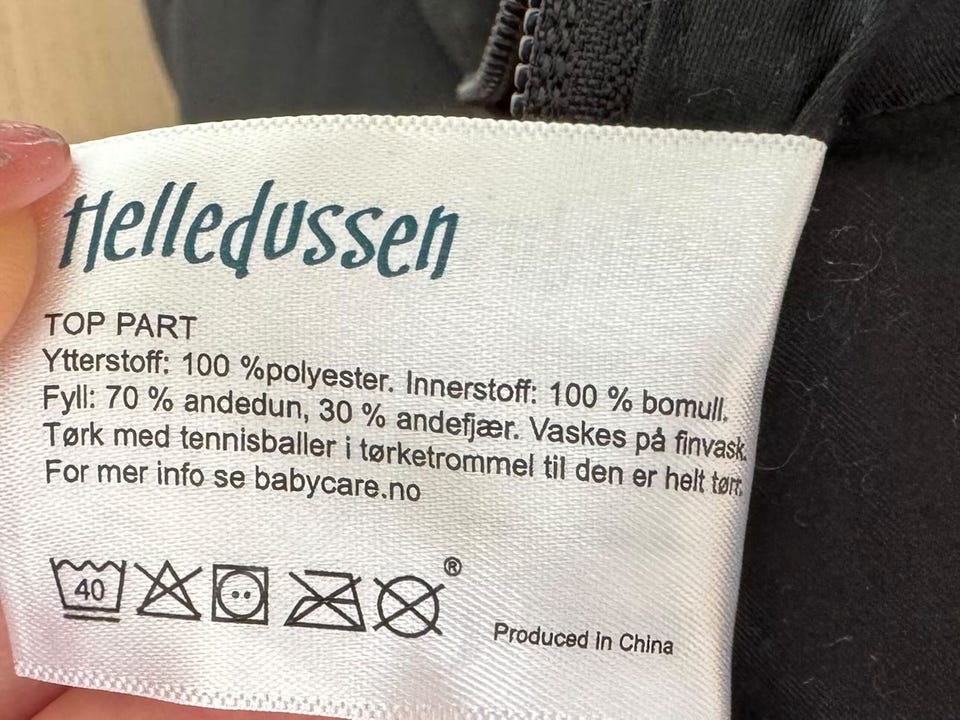 Helledussen
TOP PART
Ytterstoff: 100 %polyester. Innerstoff: 100 % bomull.
Fyll: 70 % andedun, 30 % andefjær. Vaskes på finvask.
Tørk med tennisballer i tørketrommel til den er helt tørr.
For mer info se babycare.no
40
®
Produced in China